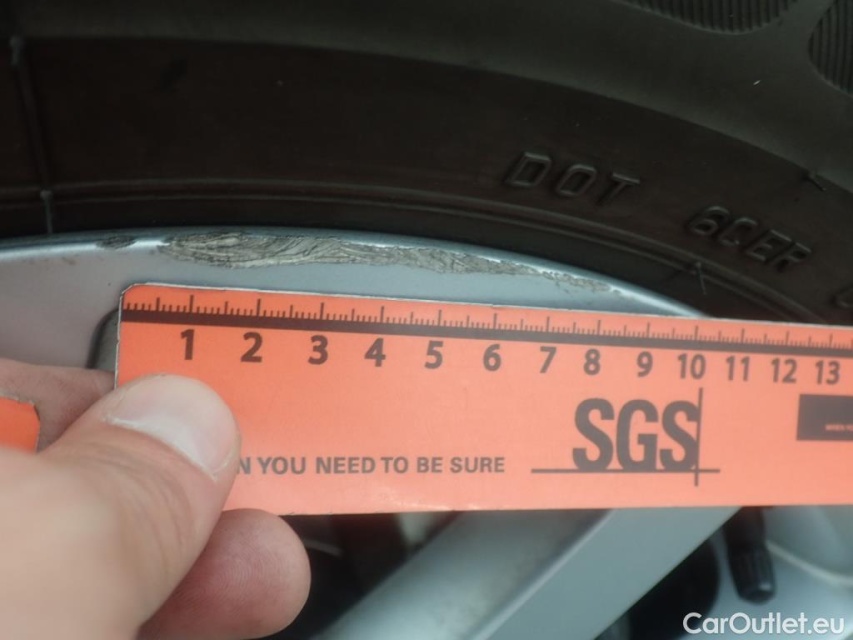 DOT 6CEF
1 2 3 4 5 6 7 8 9 10 11 12 13
SGS
N YOU NEED TO BE SURE
CarOutlet.eu